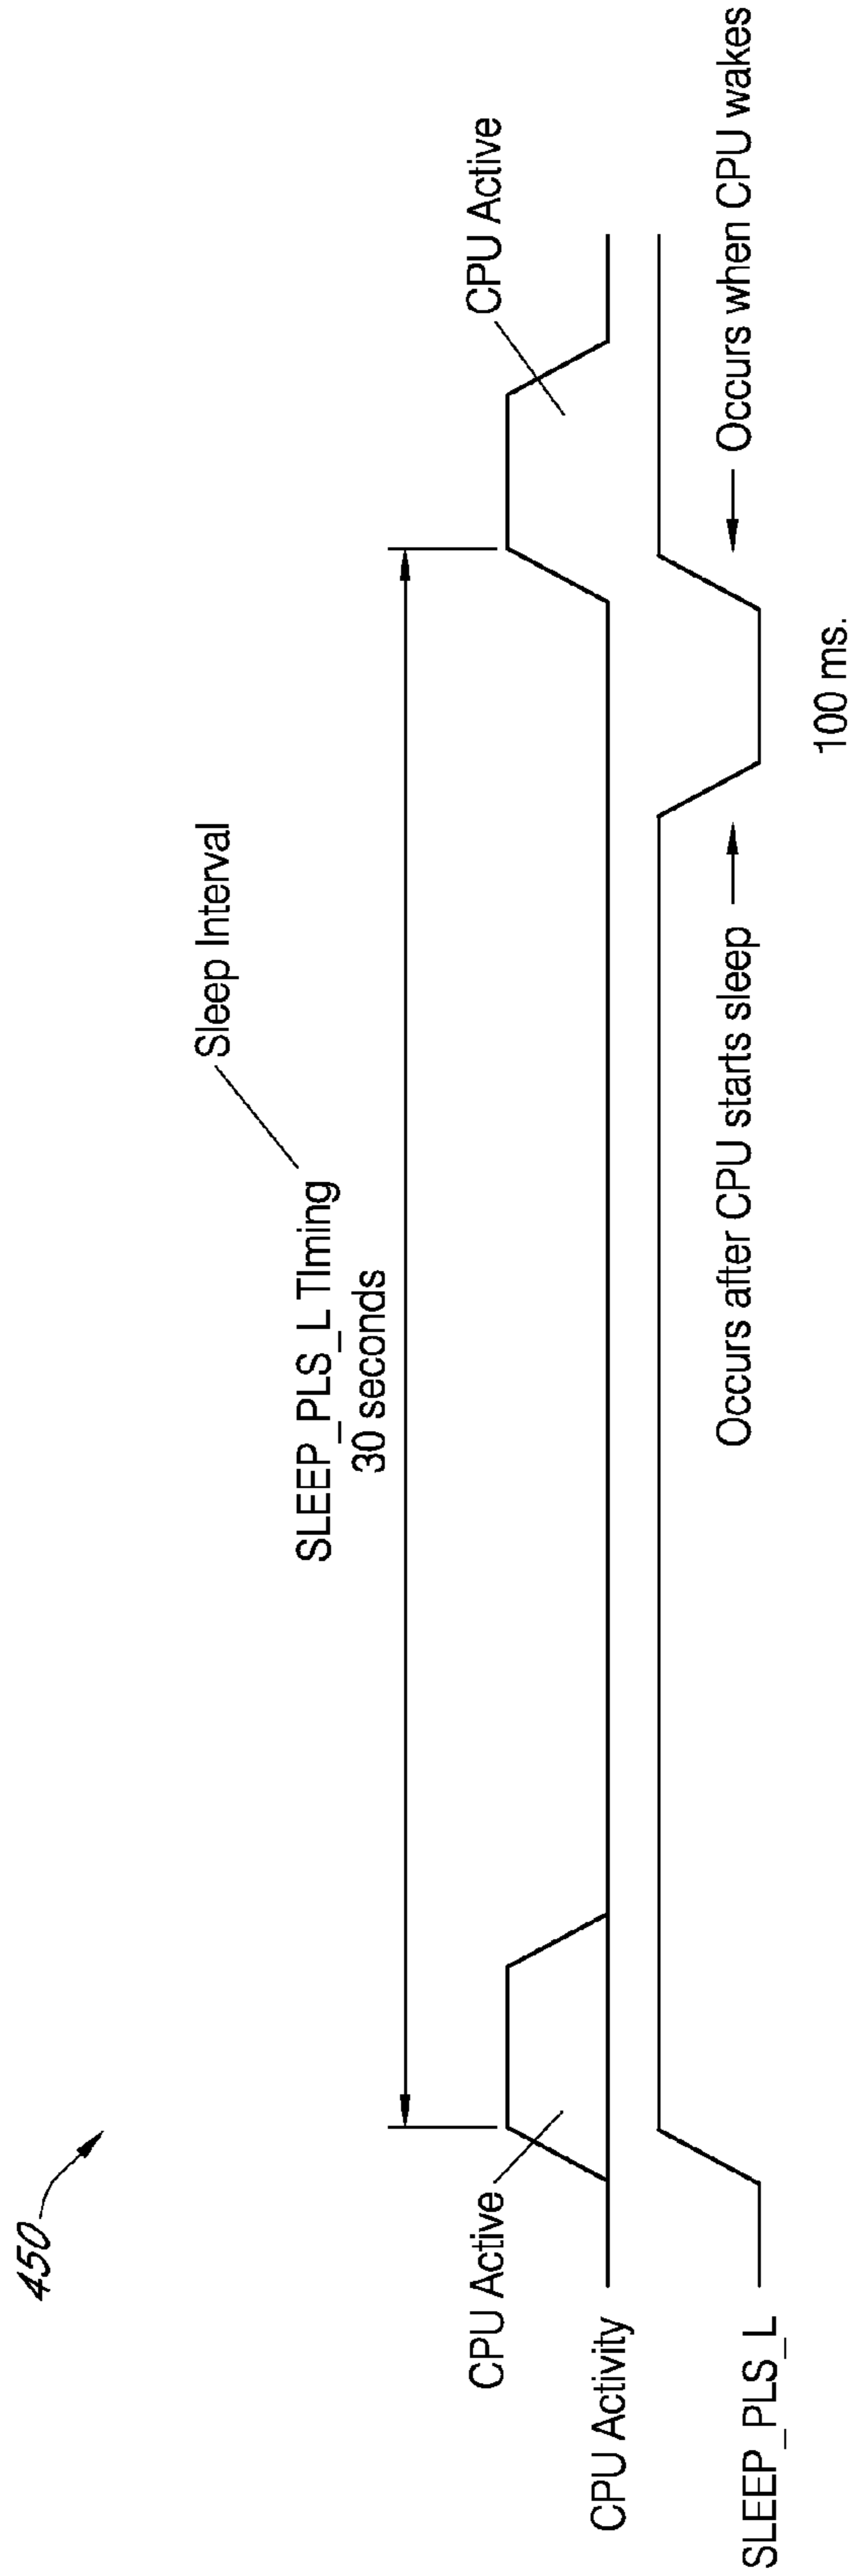 450
Sleep Interval
SLEEP_PLS_L TIming
30 seconds
CPU Active
CPU Active
CPU Activity
SLEEP_PLS_L
Occurs after CPU starts sleep
Occurs when CPU wakes
100 ms.